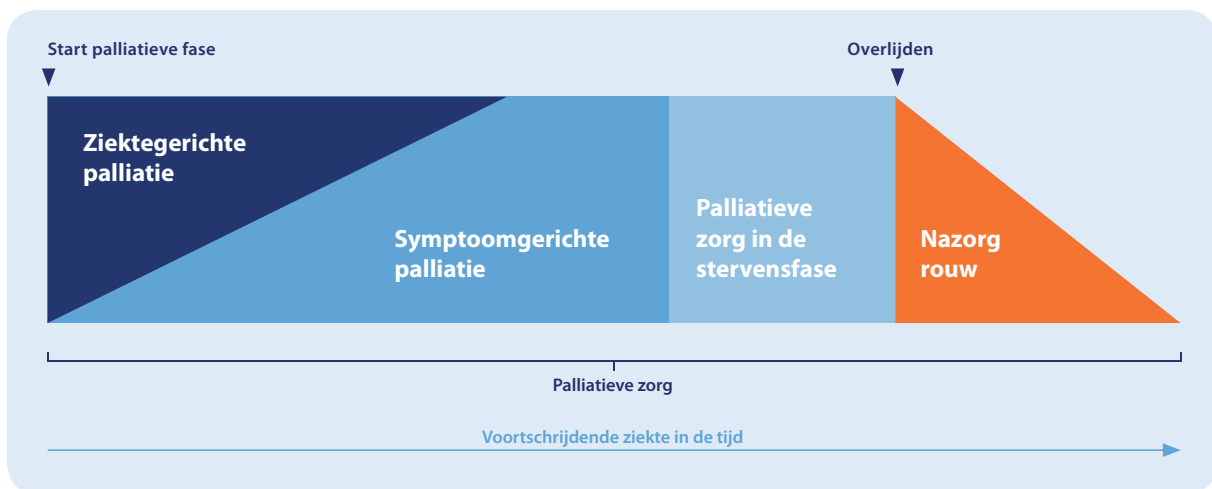 Start palliatieve fase
Overlijden
Ziektegerichte
palliatie
Symptoomgerichte
palliatie
Palliatieve
zorg in de
stervensfase
Nazorg
rouw
Palliatieve zorg
Voortschrijdende ziekte in de tijd